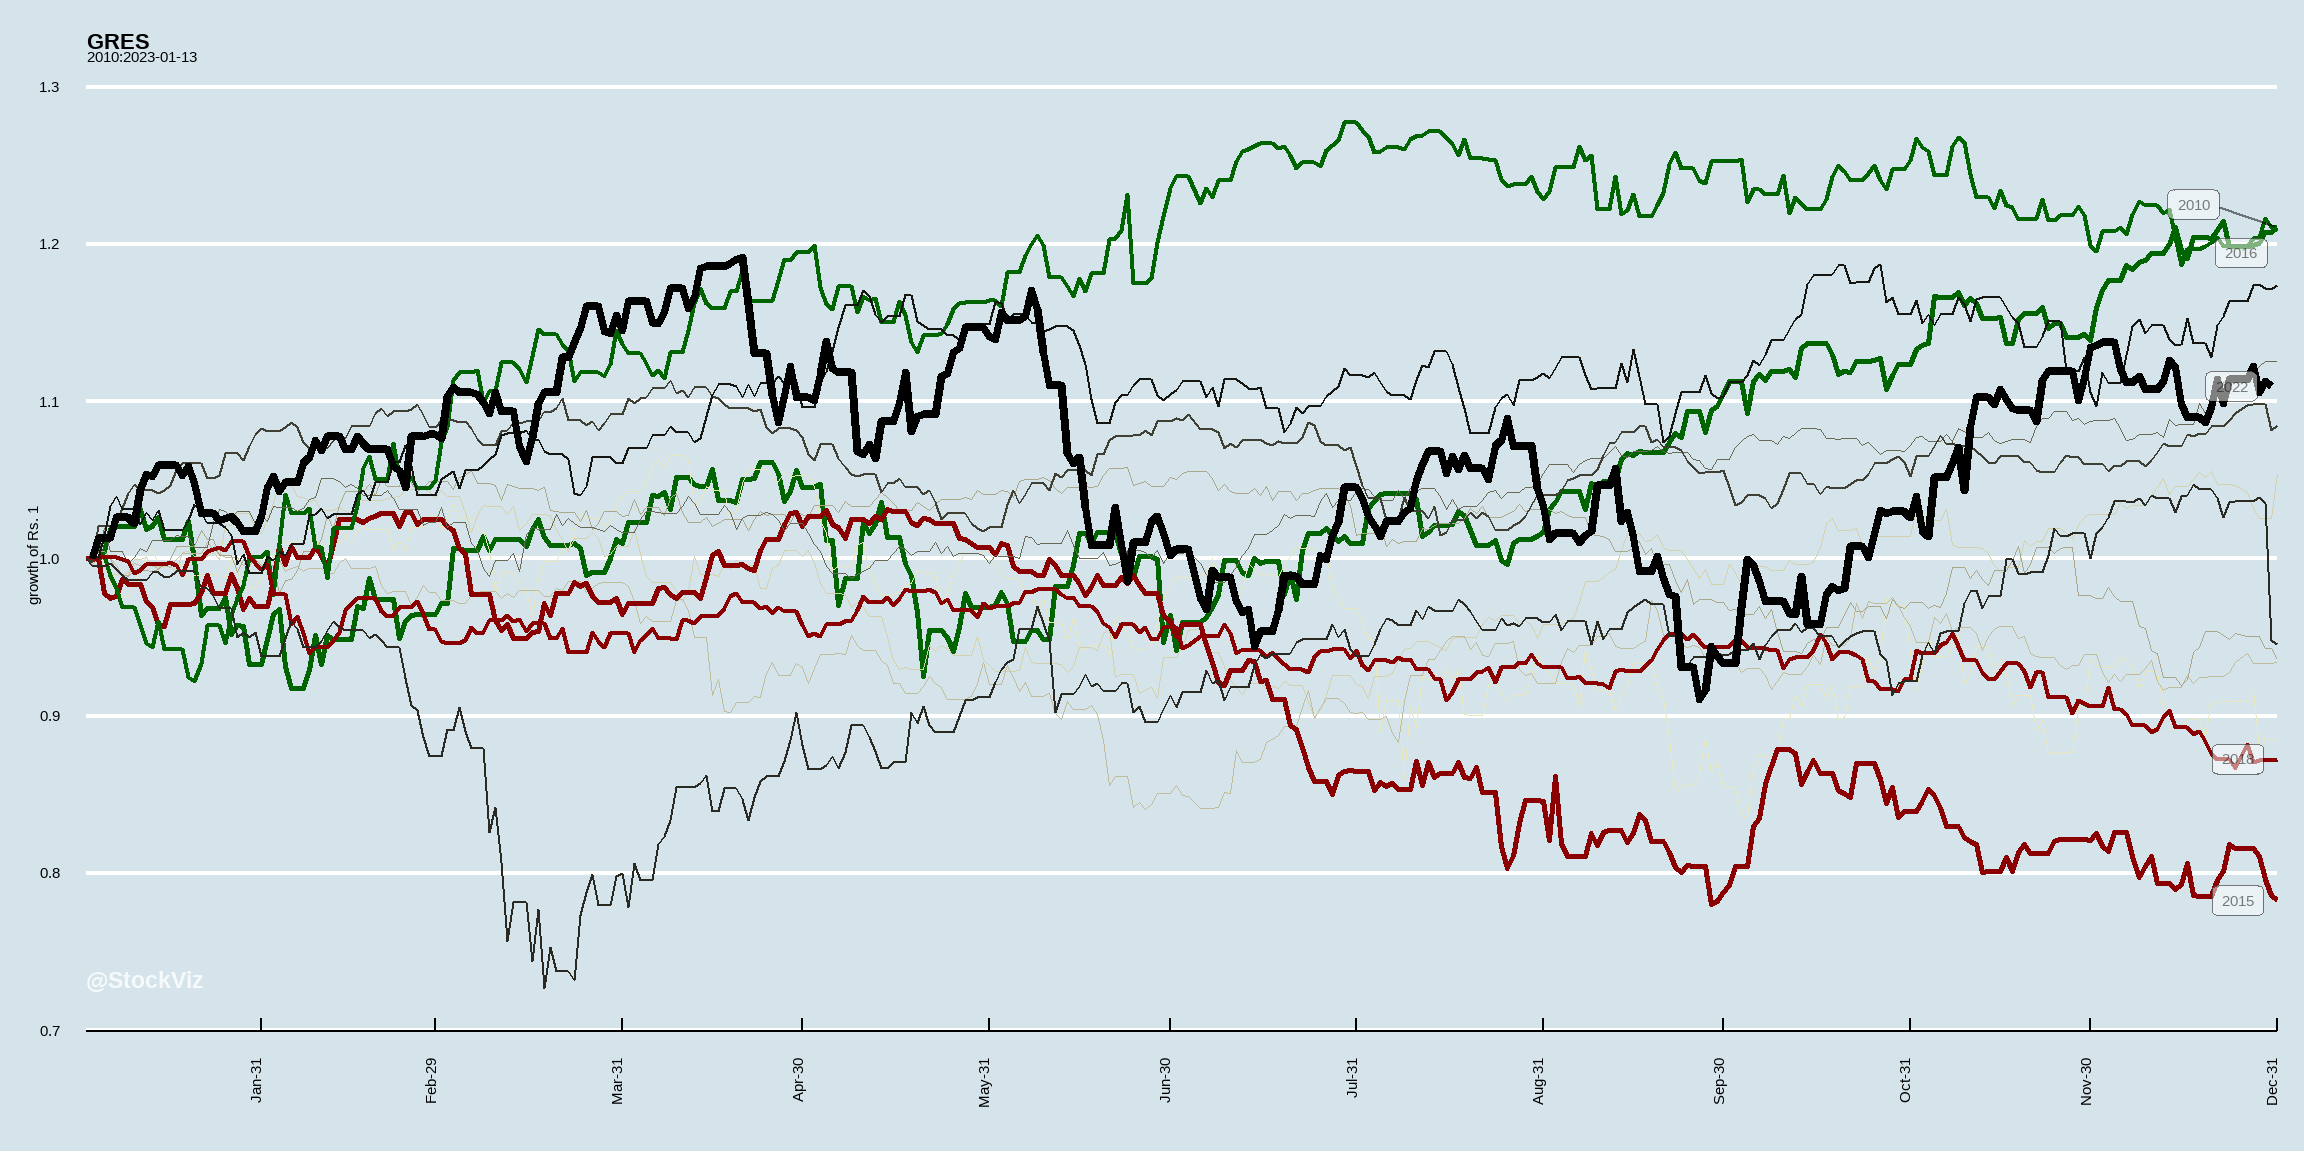 GRES
2010:2023-01-13
1.3
1.2
1.1
1.0
0.9
0.8
0.7
growth of Rs. 1
2010
2016
2022
2018
2015
@StockViz
Jan-31
Feb-29
Mar-31
Apr-30
May-31
Jun-30
Jul-31
Aug-31
Sep-30
Oct-31
Nov-30
Dec-31